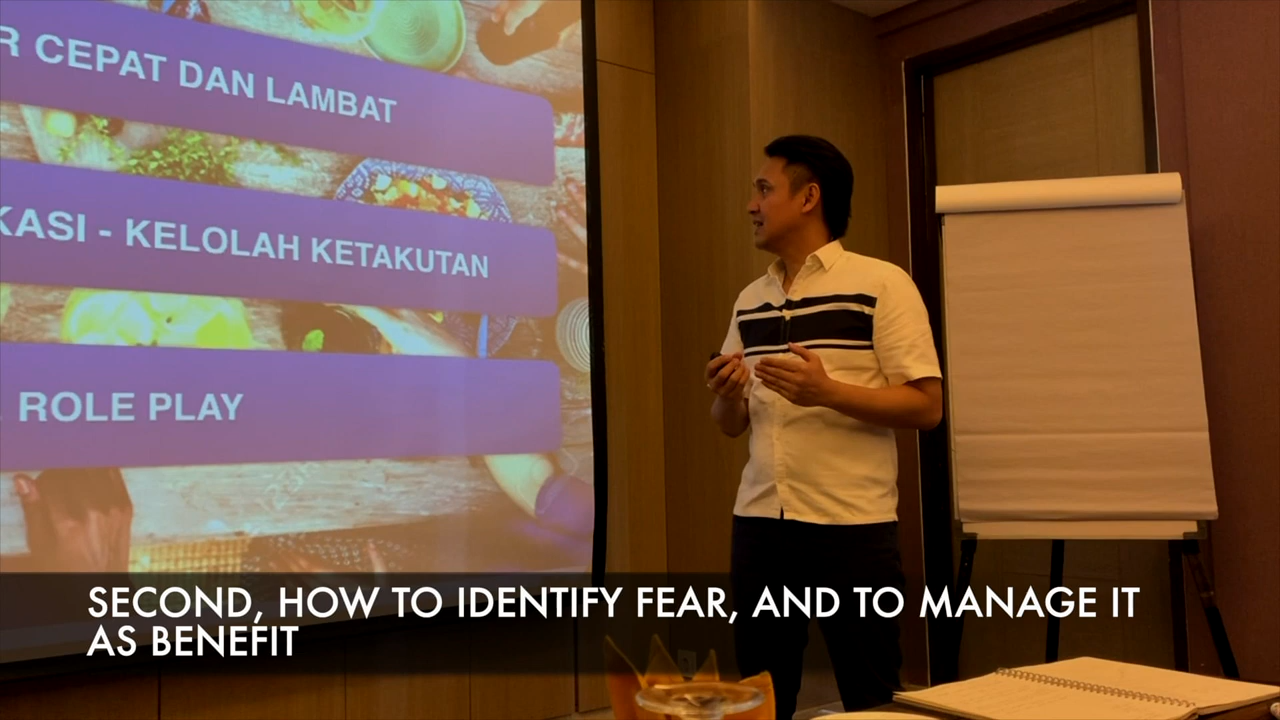 R CEPAT DAN LAMBAT
KASI - KELOLAH KETAKUTAN
ROLE PLAY
SECOND, HOW TO IDENTIFY FEAR, AND TO MANAGE IT
AS BENEFIT